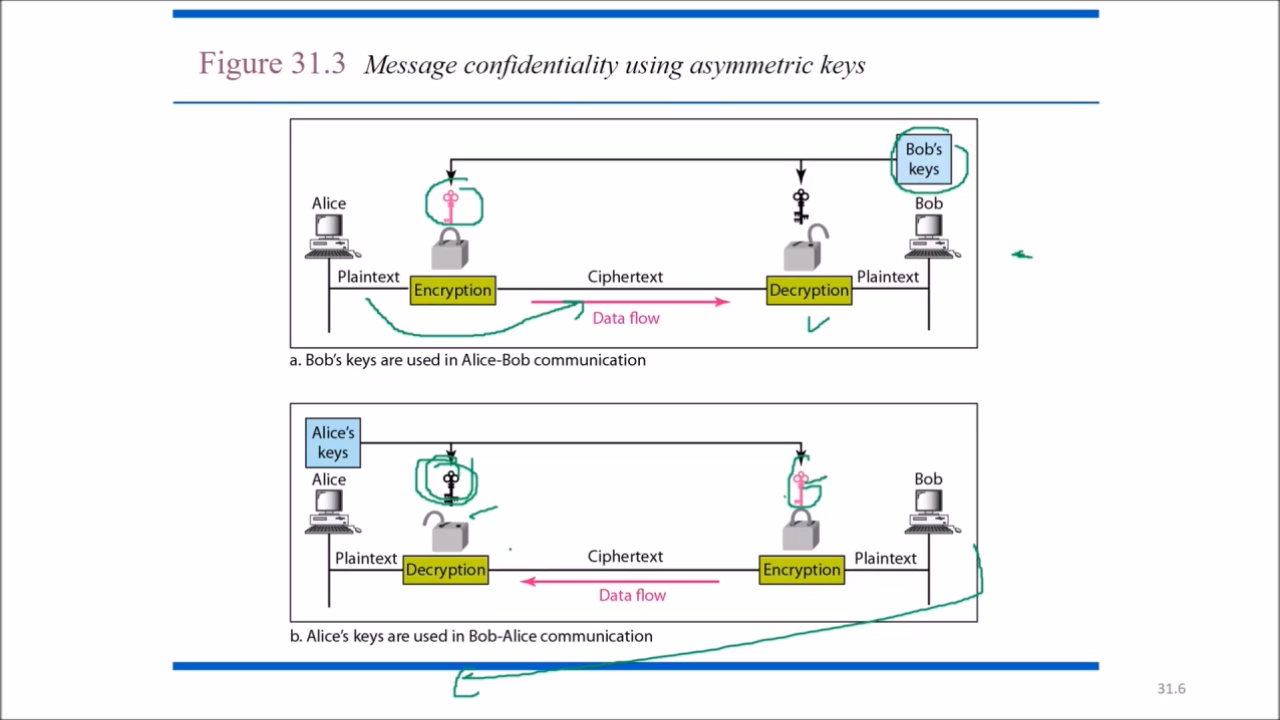 Figure 31.3 Message confidentiality using asymmetric keys
Bob's
keys
Alice
Bob
Plaintext
Ciphertext
Plaintext
Encryption
Decryption
Data flow
a. Bob's keys are used in Alice-Bob communication
Alice's
keys
Alice
Bob
Plaintext
Ciphertext
Plaintext
Decryption
Encryption
Data flow
b. Alice's keys are used in Bob-Alice communication
31.6